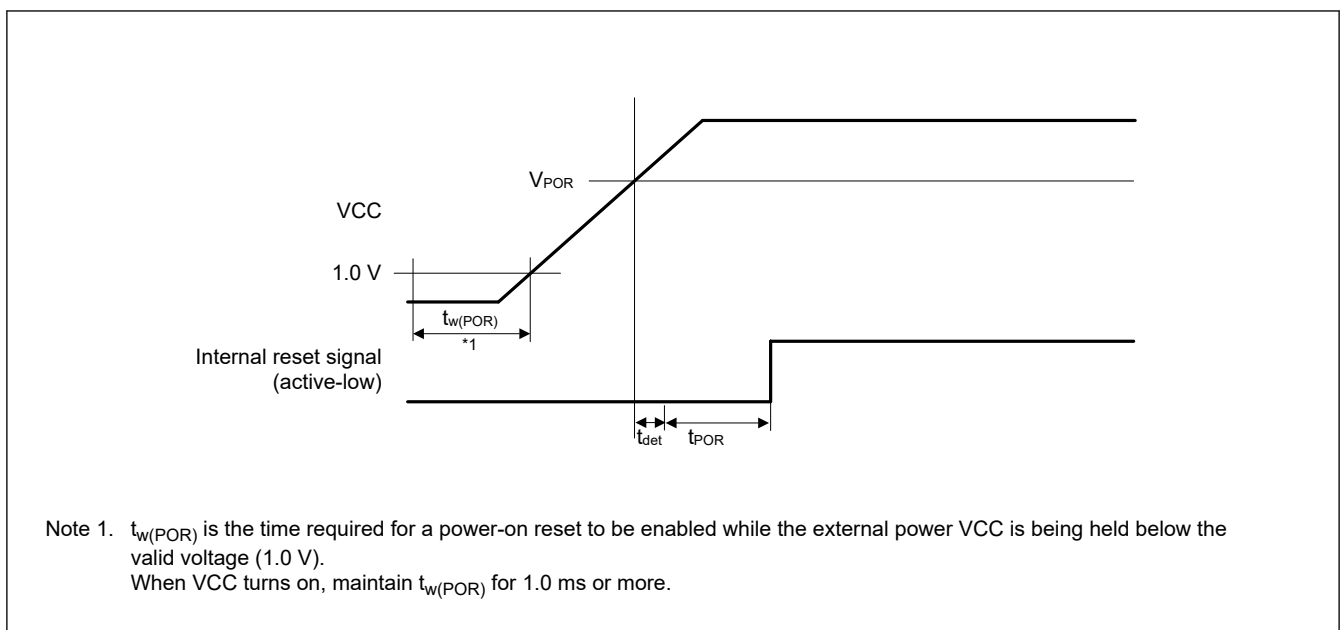 VPOR
VCC
1.0 V
tw(POR)
*1
Internal reset signal
(active-low)
tdet
tPOR
Note 1. tw(POR) is the time required for a power-on reset to be enabled while the external power VCC is being held below the
valid voltage (1.0 V).
When VCC turns on, maintain tw(POR) for 1.0 ms or more.